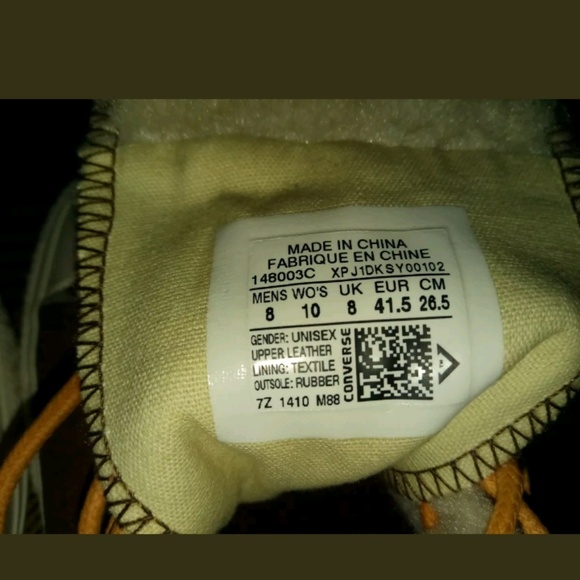 MADE IN CHINA
FABRIQUE EN CHINE
148003C XPJ1DKSY00102
MENS WO'S UK EUR CM
8 10 8 41.5 26.5
GENDER: UNISEX
UPPER LEATHER
LINING: TEXTILE
OUTSOLE: RUBBER
7Z 1410 M88
CONVERSE